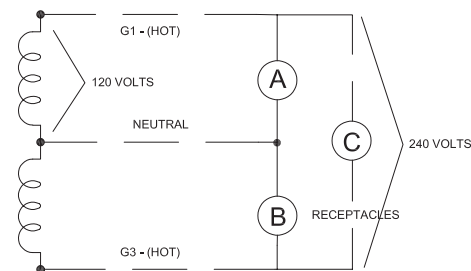 G1 - (HOT)
A
120 VOLTS
NEUTRAL
C
240 VOLTS
B
RECEPTACLES
G3 - (HOT)